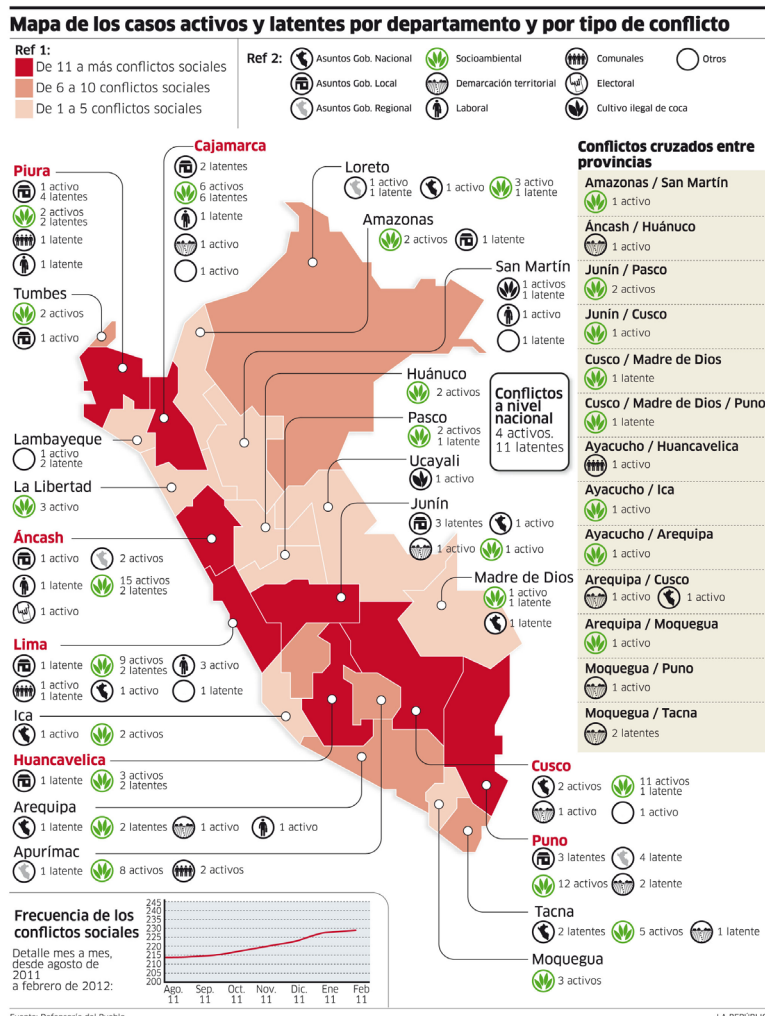 Mapa de los casos activos y latentes por departamento y por tipo de conflicto
Ref 1:
De 11 a más conflictos sociales
De 6 a 10 conflictos sociales
De 1 a 5 conflictos sociales
Ref 2:
Asuntos Gob. Nacional
Socioambiental
Comunales
Otros
Asuntos Gob. Local
Demarcación territorial
Electoral
Asuntos Gob. Regional
Laboral
Cultivo ilegal de coca
Piura
1 activo
4 latentes
2 activos
2 latentes
1 latente
1 latente
Cajamarca
2 latentes
6 activos
6 latentes
1 latente
1 activo
1 activo
Loreto
1 activo
1 latente
1 activo
3 activo
1 latente
Amazonas
2 activos
1 latente
San Martín
1 activos
1 latente
1 activo
1 latente
Tumbes
2 activos
1 activo
Huánuco
2 activos
Pasco
2 activos
1 latente
Ucayali
1 activo
Conflictos
a nivel
nacional
4 activos.
11 latentes
Lambayeque
1 activo
2 latente
La Libertad
3 activo
Junín
3 latentes
1 activo
1 activo
1 activo
Áncash
1 activo
2 activos
1 latente
15 activos
2 latentes
1 activo
Madre de Dios
1 activo
1 latente
1 latente
Lima
1 latente
9 activos
2 latentes
3 activo
1 activo
1 latente
1 activo
1 latente
Ica
1 activo
2 activos
Huancavelica
1 latente
3 activos
2 latentes
Arequipa
1 latente
2 latentes
1 activo
1 activo
Apurímac
1 latente
8 activos
2 activos
Cusco
2 activos
11 activos
1 latente
1 activo
1 activo
Puno
3 latentes
4 latente
12 activos
2 latente
Tacna
2 latentes
5 activos
1 latente
Moquegua
3 activos
Conflictos cruzados entre
provincias
Amazonas / San Martín
1 activo
Áncash / Huánuco
1 activo
Junín / Pasco
2 activos
Junín / Cusco
1 activo
Cusco / Madre de Dios
1 latente
Cusco / Madre de Dios / Puno
1 latente
Ayacucho / Huancavelica
1 activo
Ayacucho / Ica
1 activo
Ayacucho / Arequipa
1 activo
Arequipa / Cusco
1 activo
1 activo
Arequipa / Moquegua
1 activo
Moquegua / Puno
1 activo
Moquegua / Tacna
2 latentes
Frecuencia de los
conflictos sociales
Detalle mes a mes,
desde agosto de
2011
a febrero de 2012:
245
240
235
230
225
220
215
210
205
200
Ago. 11
Sep. 11
Oct. 11
Nov. 11
Dic. 11
Ene 11
Feb 11